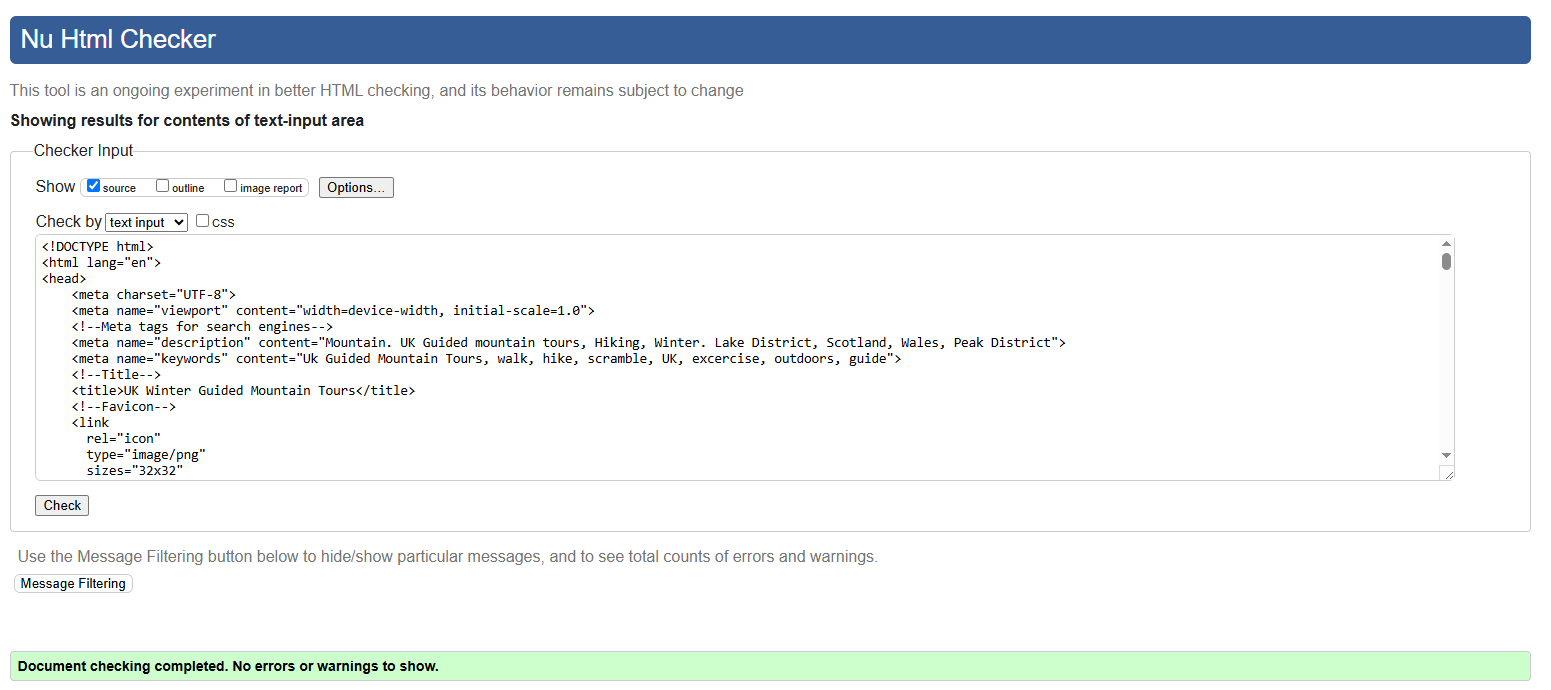 Nu Html Checker
This tool is an ongoing experiment in better HTML checking, and its behavior remains subject to change
Showing results for contents of text-input area
Checker Input
Show source outline image report Options...
Check by text input css
<!DOCTYPE html>
<html lang="en">
<head>
    <meta charset="UTF-8">
    <meta name="viewport" content="width=device-width, initial-scale=1.0">
    <!--Meta tags for search engines-->
    <meta name="description" content="Mountain. UK Guided mountain tours, Hiking, Winter. Lake District, Scotland, Wales, Peak District">
    <meta name="keywords" content="Uk Guided Mountain Tours, walk, hike, scramble, UK, excercise, outdoors, guide">
    <!--Title-->
    <title>UK Winter Guided Mountain Tours</title>
    <!--Favicon-->
    <link
      rel="icon"
      type="image/png"
      sizes="32x32"
Check
Use the Message Filtering button below to hide/show particular messages, and to see total counts of errors and warnings.
Message Filtering
Document checking completed. No errors or warnings to show.